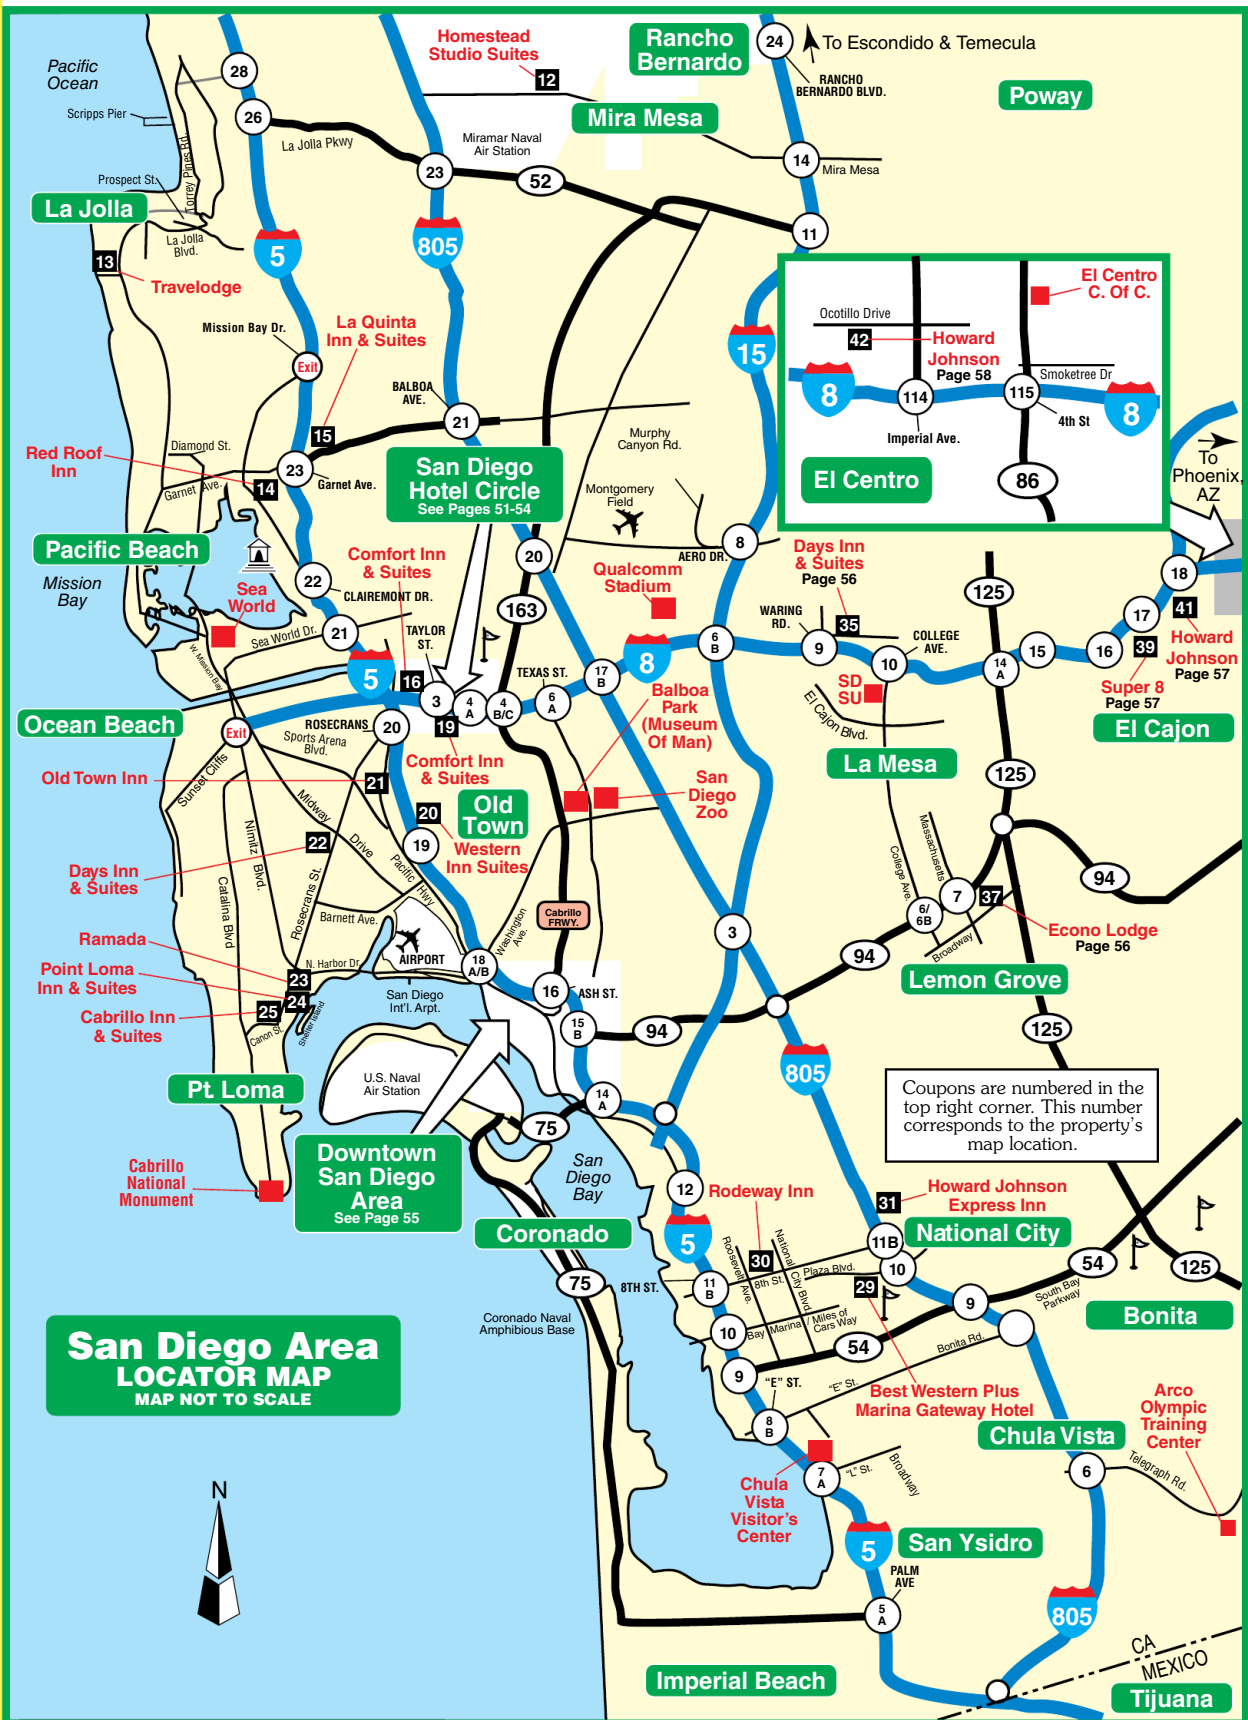 Pacific
Ocean
Scripps Pier
Prospect St.
Torrey Pines Rd.
La Jolla
La Jolla
Blvd.
13
Travelodge
28
26
La Jolla Pkwy
5
Homestead
Studio Suites
12
Rancho
Bernardo
24
To Escondido & Temecula
RANCHO
BERNARDO BLVD.
Poway
Mira Mesa
Miramar Naval
Air Station
14
Mira Mesa
23
52
11
805
15
El Centro
C. Of C.
Ocotillo Drive
42
Howard
Johnson
Page 58
Smoketree Dr
8
114
115
8
Imperial Ave.
4th St
El Centro
86
To
Phoenix,
AZ
Mission Bay Dr.
La Quinta
Inn & Suites
Exit
BALBOA
AVE.
21
15
Red Roof
Inn
Diamond St.
Garnet Ave.
14
23
Garnet Ave.
San Diego
Hotel Circle
See Pages 51-54
Murphy
Canyon Rd.
Montgomery
Field
AERO DR.
8
Pacific Beach
Mission
Bay
Sea
World
22
CLAIREMONT DR.
Comfort Inn
& Suites
20
163
Qualcomm
Stadium
Days Inn
& Suites
Page 56
WARING
RD.
35
9
COLLEGE
AVE.
10
125
18
17
41
Howard
Johnson
Page 57
39
Super 8
Page 57
16
15
14
A
El Cajon
Sea World Dr.
21
TAYLOR
ST.
W. Mission Bay
5
16
3
4
A
4
B/C
TEXAS ST.
6
A
17
B
8
6
B
SD
SU
El Cajon Blvd.
La Mesa
Ocean Beach
Exit
ROSECRANS
20
Sports Arena
Blvd.
19
Comfort Inn
& Suites
Balboa
Park
(Museum
Of Man)
San
Diego
Zoo
125
Sunset Cliffs
Old Town Inn
21
Midway
Drive
20
Old
Town
Western
Inn Suites
19
Nimitz Blvd.
22
Days Inn
& Suites
Catalina Blvd
Rosecrans St.
Pacific Hwy
Barnett Ave.
Washington
Ave.
Cabrillo
FRWY.
College Ave.
Massachusetts
94
7
37
6/
6B
Broadway
Econo Lodge
Page 56
Lemon Grove
94
3
Ramada
Point Loma
Inn & Suites
Cabrillo Inn
& Suites
23
24
25
N. Harbor Dr.
Canon St.
Shelter Island
AIRPORT
San Diego
Int'l. Arpt.
18
A/B
16
ASH ST.
15
B
94
125
805
Pt. Loma
U.S. Naval
Air Station
14
A
75
Coupons are numbered in the
top right corner. This number
corresponds to the property's
map location.
Cabrillo
National
Monument
Downtown
San Diego
Area
See Page 55
San
Diego
Bay
12
Rodeway Inn
31
Howard Johnson
Express Inn
National City
Coronado
75
5
8TH ST.
Roosevelt Ave.
National
City Blvd.
30
8th St.
Plaza Blvd.
11B
10
29
54
125
South Bay
Parkway
Bonita
11
B
10
Bay Marina / Miles of
Cars Way
54
9
Bonita Rd.
Coronado Naval
Amphibious Base
9
"E" ST.
"E" St.
8
B
Best Western Plus
Marina Gateway Hotel
Arco
Olympic
Training
Center
Chula Vista
San Diego Area
LOCATOR MAP
MAP NOT TO SCALE
N
Chula
Vista
Visitor's
Center
7
A
"L" St.
Broadway
6
Telegraph Rd.
5
San Ysidro
PALM
AVE
5
A
805
CA
MEXICO
Imperial Beach
Tijuana